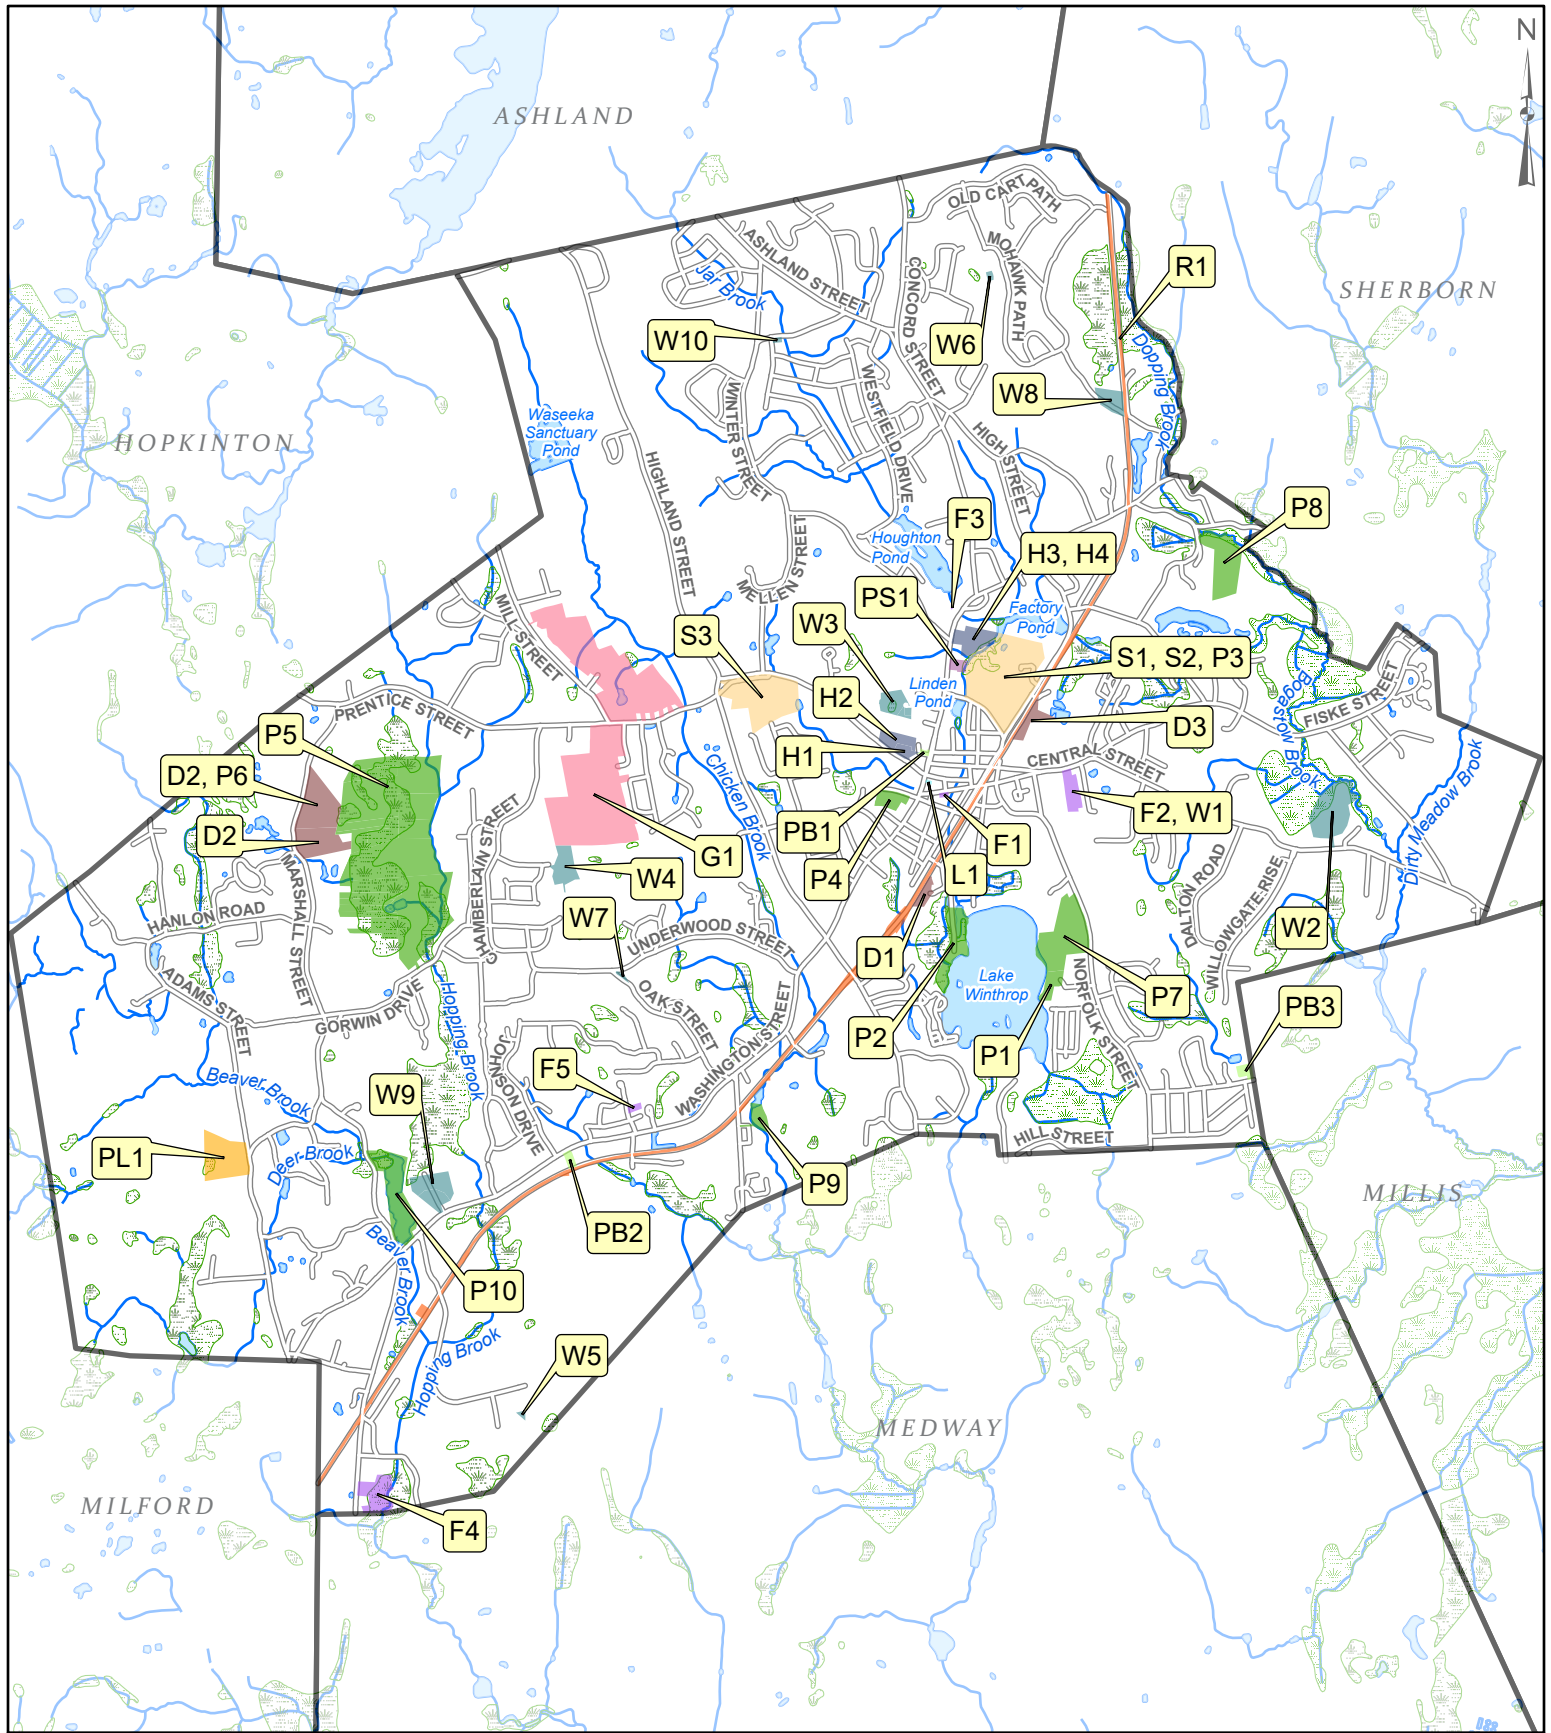 N
ASHLAND
OLD CART PATH
ASHLAND STREET
MOHAWK PATH
R1
Jar Brook
CONCORD STREET
SHERBORN
W10
W6
Dopping Brook
W8
WESTFIELD DRIVE
WINTER STREET
Waseeka
Sanctuary
Pond
HOPKINTON
HIGH STREET
HIGHLAND STREET
F3
P8
Houghton
Pond
H3, H4
MELLEN STREET
PS1
Factory
Pond
MILL STREET
S3
W3
S1, S2, P3
Linden
Pond
H2
PRENTICE STREET
P5
FISKE STREET
Bogastow Brook
D3
H1
D2, P6
CENTRAL STREET
Chicken Brook
Dirty Meadow Brook
F2, W1
PB1
D2
F1
G1
CHAMBERLAIN STREET
W4
P4
L1
MARSHALL STREET
DALTON ROAD
WILLOWGATE RISE
HANLON ROAD
W7
UNDERWOOD STREET
W2
D1
Lake
Winthrop
ADAMS STREET
P7
GORWIN DRIVE
OAK STREET
NORFOLK STREET
PB3
Hopping Brook
P2
P1
WASHINGTON STREET
JOHNSON DRIVE
F5
Beaver Brook
W9
HILL STREET
PL1
Deer Brook
P9
MILLIS
PB2
Beaver Brook
P10
Hopping Brook
W5
MEDWAY
MILFORD
F4